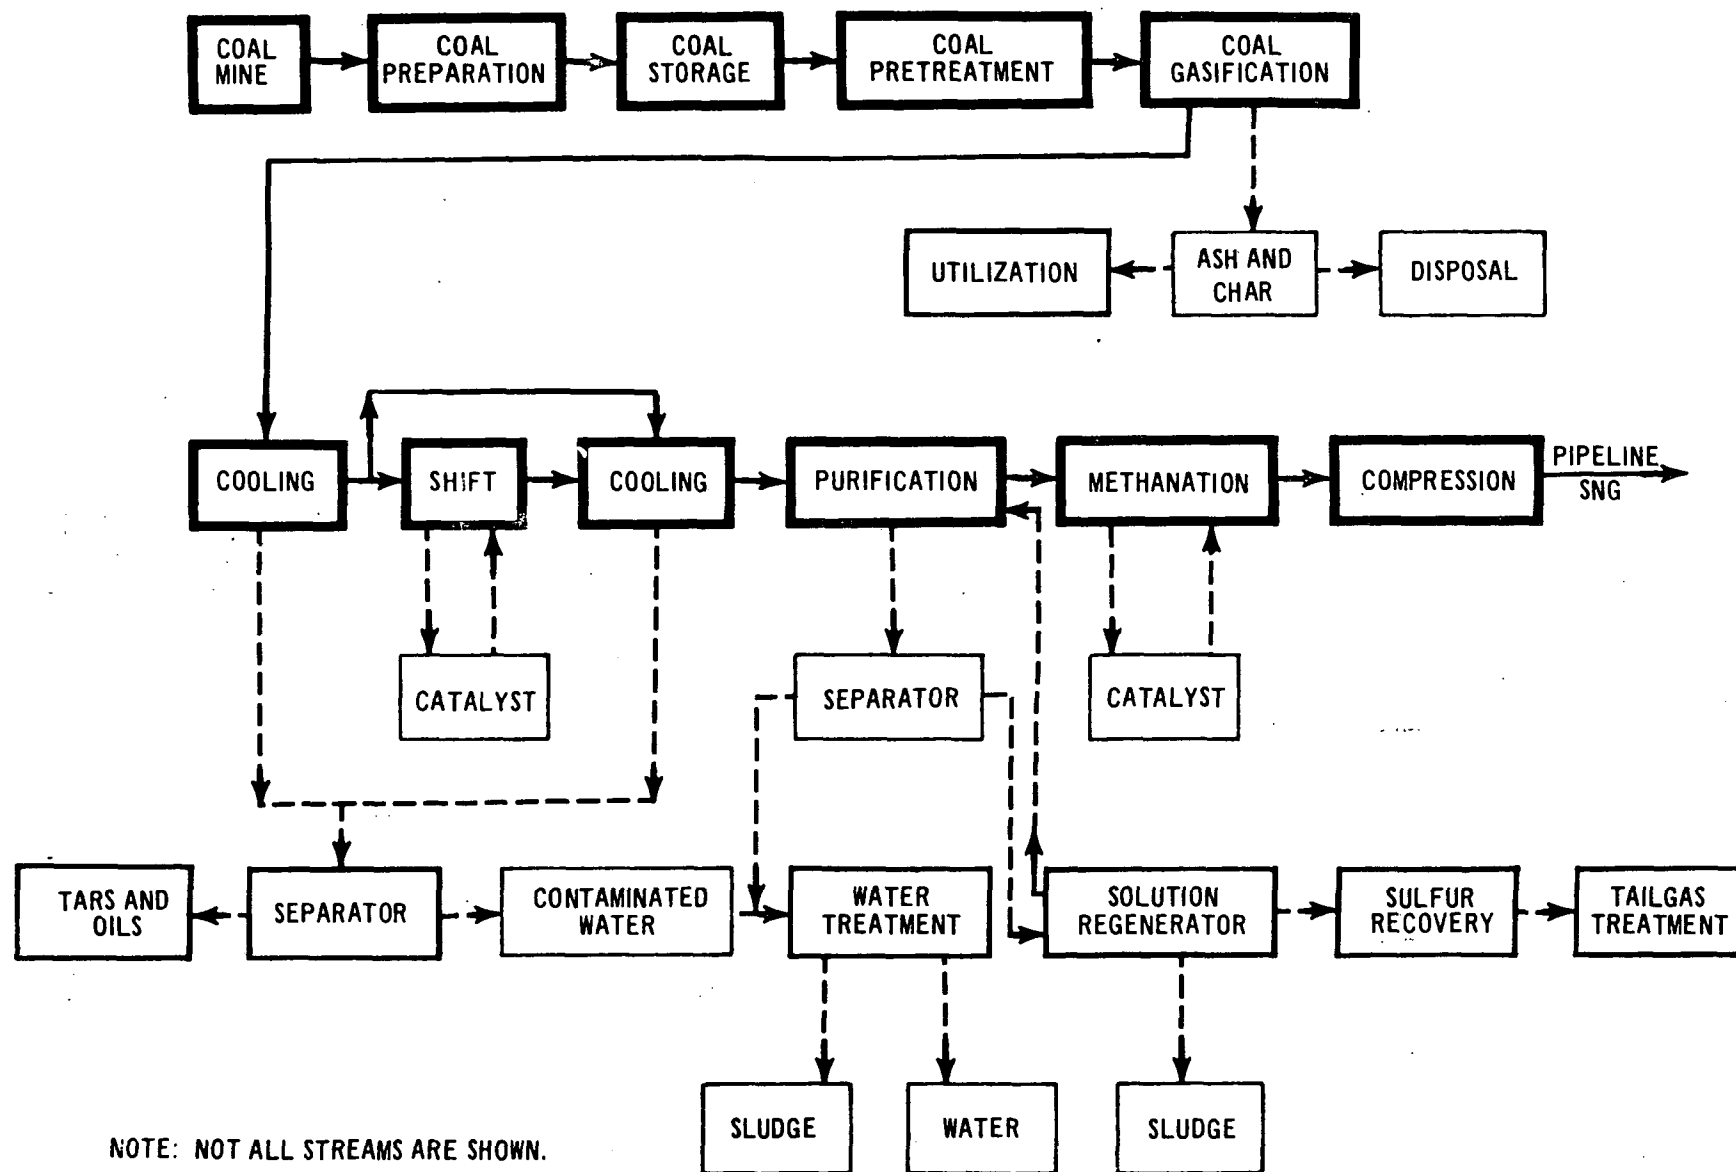 COAL
MINE
COAL
PREPARATION
COAL
STORAGE
COAL
PRETREATMENT
COAL
GASIFICATION
UTILIZATION
ASH AND
CHAR
DISPOSAL
COOLING
SHIFT
COOLING
PURIFICATION
METHANATION
COMPRESSION
PIPELINE
SNG
CATALYST
SEPARATOR
CATALYST
TARS AND
OILS
SEPARATOR
CONTAMINATED
WATER
WATER
TREATMENT
SOLUTION
REGENERATOR
SULFUR
RECOVERY
TAILGAS
TREATMENT
SLUDGE
WATER
SLUDGE
NOTE: NOT ALL STREAMS ARE SHOWN.